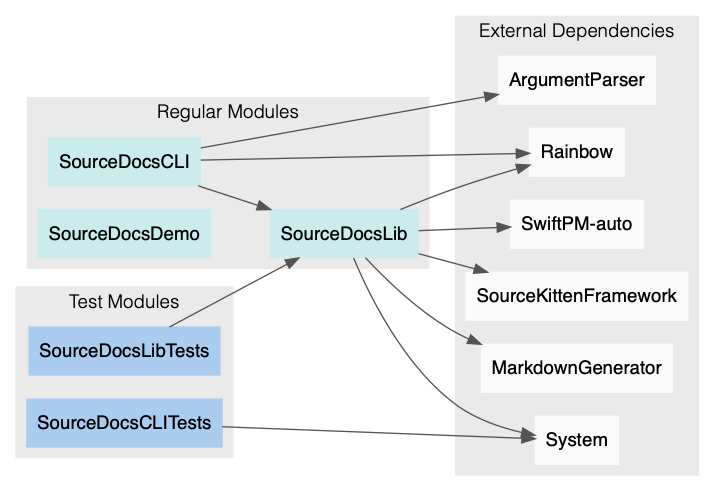 External Dependencies
ArgumentParser
Regular Modules
SourceDocsCLI
Rainbow
SourceDocsDemo
SourceDocsLib
SwiftPM-auto
SourceKittenFramework
Test Modules
SourceDocsLibTests
MarkdownGenerator
SourceDocsCLITests
System